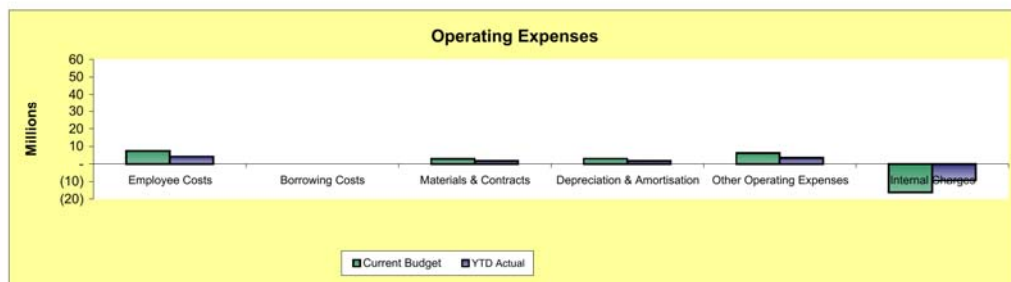 Operating Expenses
Millions
60
50
40
30
20
10
-
(10)
(20)
Employee Costs
Borrowing Costs
Materials & Contracts
Depreciation & Amortisation
Other Operating Expenses
Internal Charges
Current Budget
YTD Actual